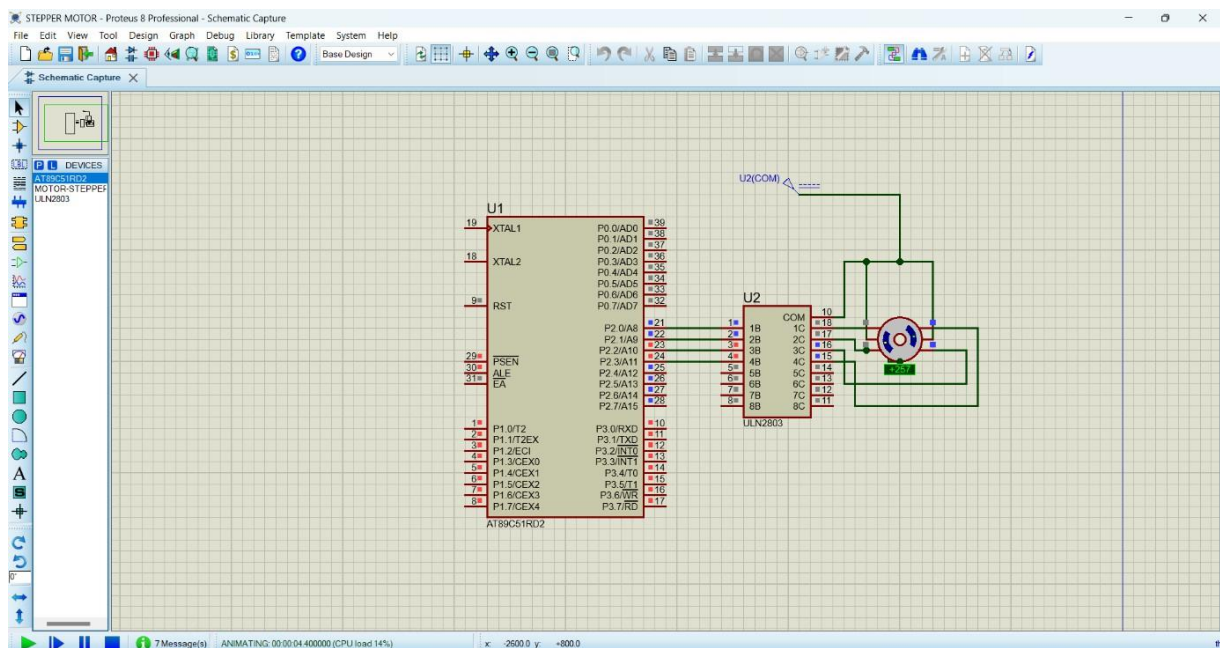 STEPPER MOTOR - Proteus 8 Professional - Schematic Capture
File Edit View Tool Design Graph Debug Library Template System Help
Base Design
Schematic Capture
P L DEVICES
AT89C51RD2
MOTOR-STEPPER
ULN2803
U2(COM)
U1
19 XTAL1 P0.0/AD0 39
P0.1/AD1 38
P0.2/AD2 37
18 XTAL2 P0.3/AD3 36
P0.4/AD4 35
P0.5/AD5 34
P0.6/AD6 33
9 RST P0.7/AD7 32
P2.0/A8 21
P2.1/A9 22
P2.2/A10 23
29 PSEN P2.3/A11 24
30 ALE P2.4/A12 25
31 EA P2.5/A13 26
P2.6/A14 27
P2.7/A15 28
1 P1.0/T2 P3.0/RXD 10
2 P1.1/T2EX P3.1/TXD 11
3 P1.2/ECI P3.2/INT0 12
4 P1.3/CEX0 P3.3/INT1 13
5 P1.4/CEX1 P3.4/T0 14
6 P1.5/CEX2 P3.5/T1 15
7 P1.6/CEX3 P3.6/WR 16
8 P1.7/CEX4 P3.7/RD 17
AT89C51RD2
U2
COM 10
1 1B 1C 18
2 2B 2C 17
3 3B 3C 16
4 4B 4C 15
5 5B 5C 14
6 6B 6C 13
7 7B 7C 12
8 8B 8C 11
ULN2803
+257
0°
7 Message(s) ANIMATING: 00:00:04.400000 (CPU load 14%) x: -2600.0 y: +800.0